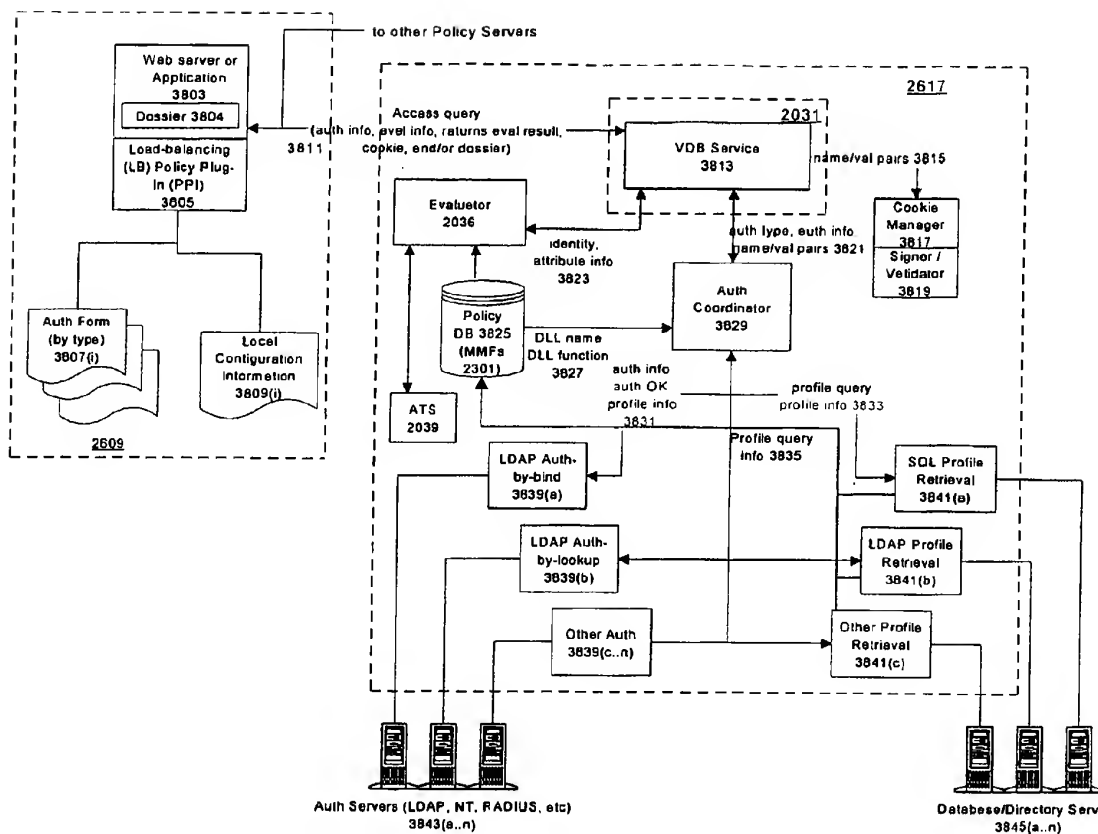 to other Policy Servers
Web server or
Application
3803
Dossier 3804
Load-balancing
(LB) Policy Plug-
In (PPI)
3805
Auth Form
(by type)
3807(i)
Local
Configuration
Information
3809(i)
2609
Access query
(auth info, eval info, returns eval result,
cookie, and/or dossier)
3811
2617
2031
VDB Service
3813
name/val pairs 3815
Cookie
Manager
3817
Signer /
Validator
3819
Evaluator
2036
identity,
attribute info
3823
auth type, auth info,
name/val pairs 3821
Auth
Coordinator
3829
Policy
DB 3825
(MMFs
2301)
DLL name
DLL function
3827
ATS
2039
auth info
auth OK
profile info
3831
profile query
profile info 3833
Profile query
info 3835
LDAP Auth-
by-bind
3839(a)
SQL Profile
Retrieval
3841(a)
LDAP Auth-
by-lookup
3839(b)
LDAP Profile
Retrieval
3841(b)
Other Auth
3839(c..n)
Other Profile
Retrieval
3841(c)
Auth Servers (LDAP, NT, RADIUS, etc)
3843(a..n)
Database/Directory Serv
3845(a..n)